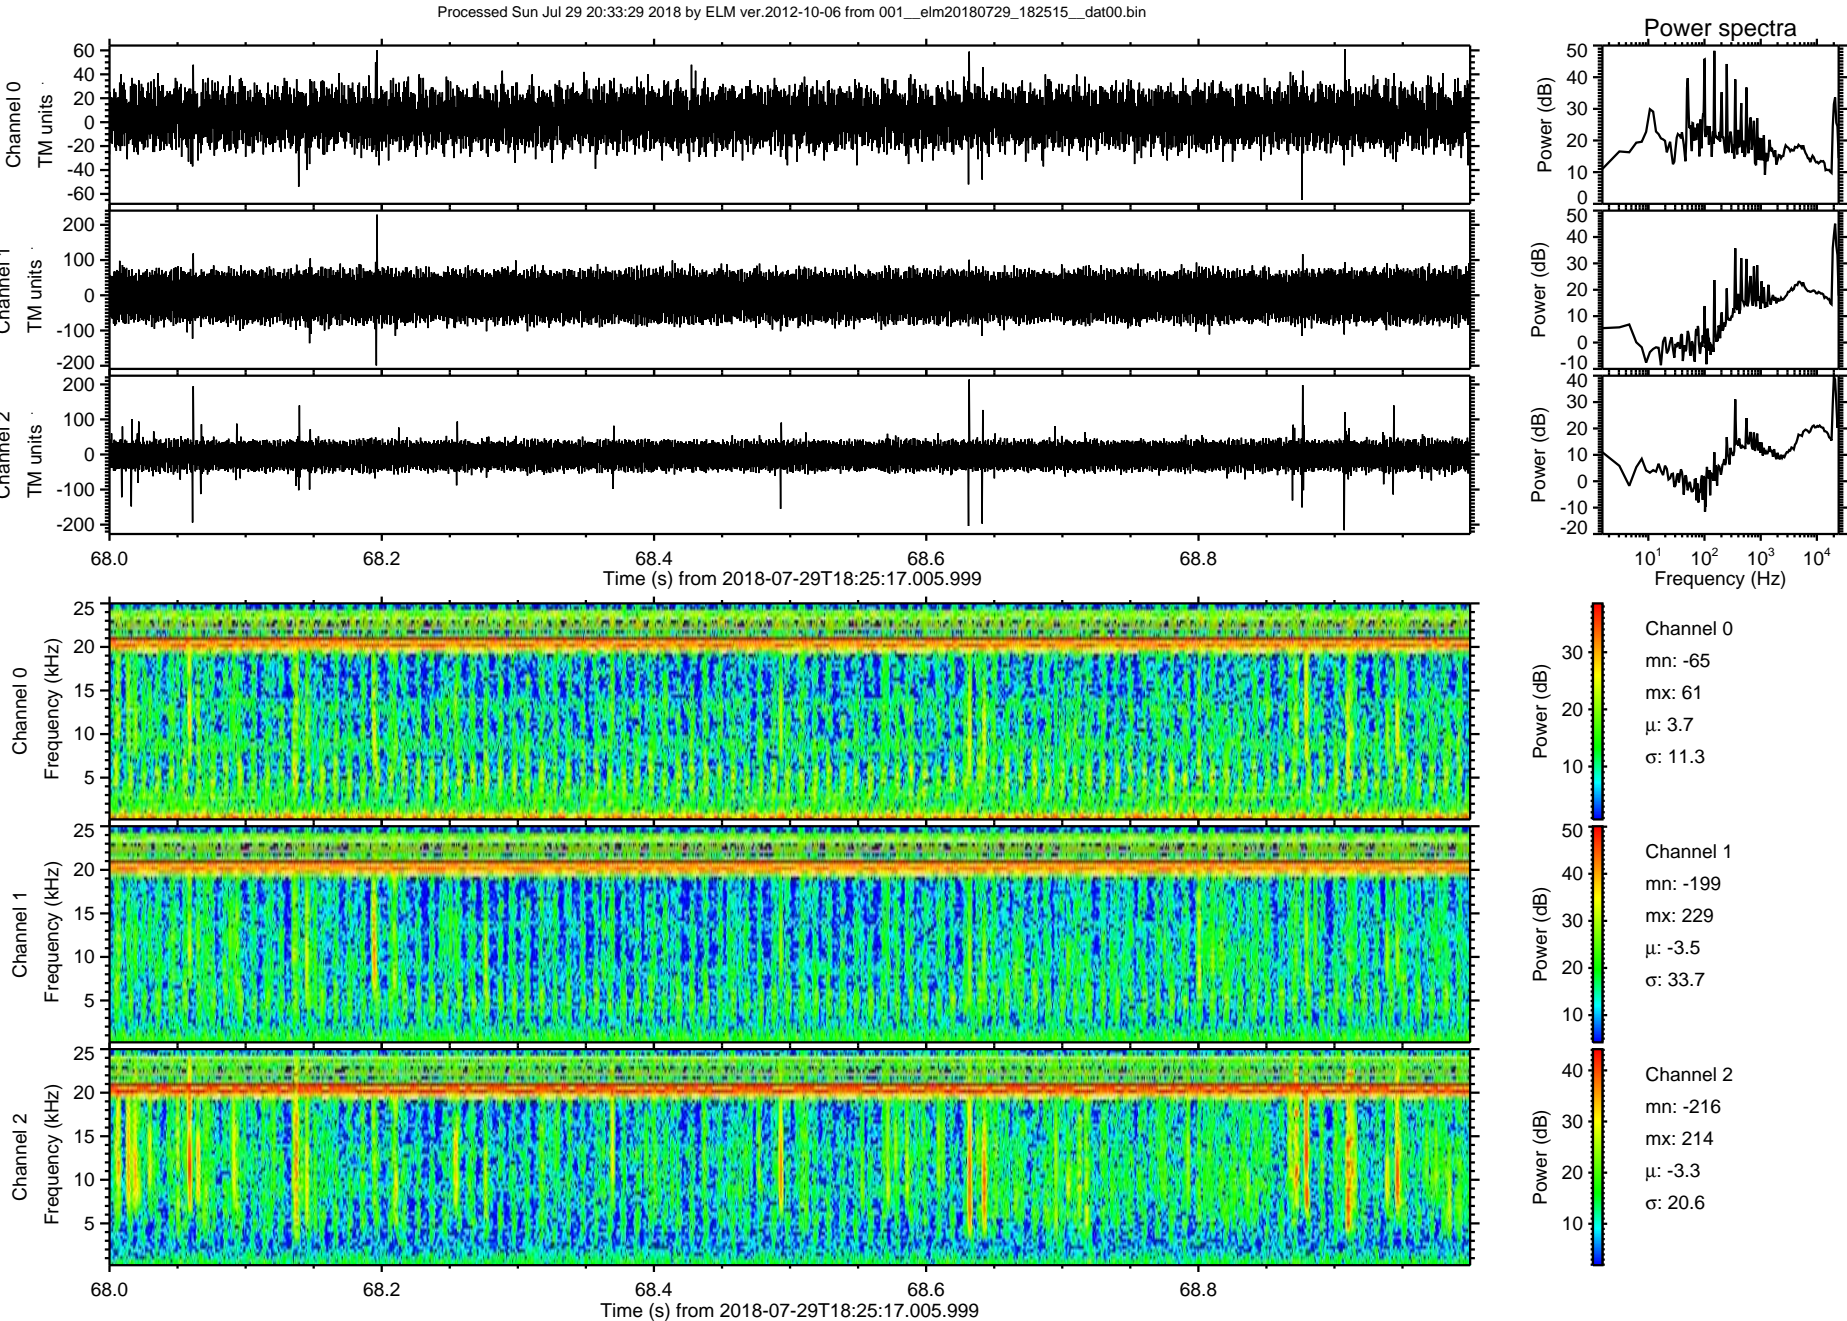 Processed Sun Jul 29 20:33:29 2018 by ELM ver.2012-10-06 from 001__elm20180729_182515__dat00.bin
Power spectra
Channel 0
TM units
60
40
20
0
-20
-40
-60
Power (dB)
50
40
30
20
10
0
Channel 1
TM units
200
100
0
-100
-200
Power (dB)
50
40
30
20
10
0
-10
Channel 2
TM units
200
100
0
-100
-200
Power (dB)
40
30
20
10
0
-10
-20
68.0 68.2 68.4 68.6 68.8
Time (s) from 2018-07-29T18:25:17.005.999
10¹ 10² 10³ 10⁴
Frequency (Hz)
Channel 0
Frequency (kHz)
25
20
15
10
5
Power (dB)
30
20
10
Channel 0
mn: -65
mx: 61
μ: 3.7
σ: 11.3
Channel 1
Frequency (kHz)
25
20
15
10
5
Power (dB)
50
40
30
20
10
Channel 1
mn: -199
mx: 229
μ: -3.5
σ: 33.7
Channel 2
Frequency (kHz)
25
20
15
10
5
Power (dB)
40
30
20
10
Channel 2
mn: -216
mx: 214
μ: -3.3
σ: 20.6
68.0 68.2 68.4 68.6 68.8
Time (s) from 2018-07-29T18:25:17.005.999